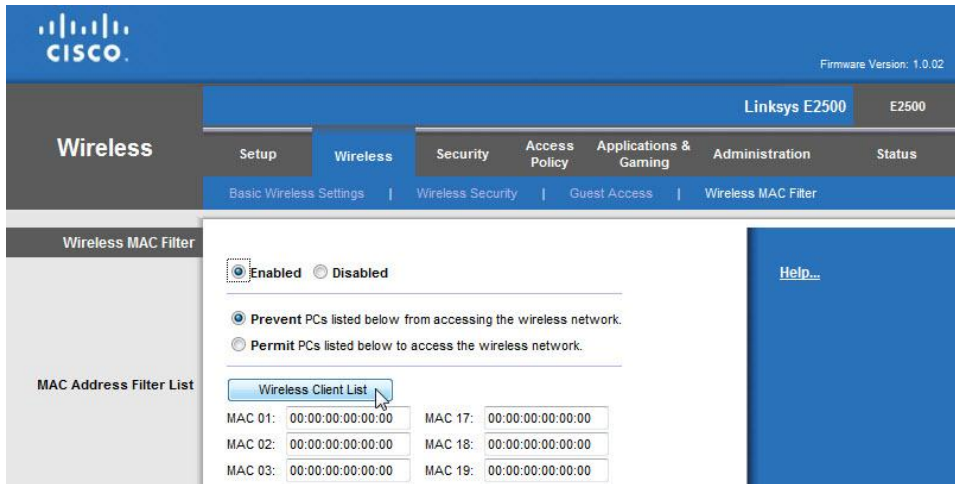 CISCO.
Firmware Version: 1.0.02
Linksys E2500 E2500
Wireless
Setup Wireless Security Access Policy Applications & Gaming Administration Status
Basic Wireless Settings | Wireless Security | Guest Access | Wireless MAC Filter
Wireless MAC Filter
Enabled Disabled
Help...
Prevent PCs listed below from accessing the wireless network.
Permit PCs listed below to access the wireless network.
MAC Address Filter List
Wireless Client List
MAC 01: 00:00:00:00:00:00 MAC 17: 00:00:00:00:00:00
MAC 02: 00:00:00:00:00:00 MAC 18: 00:00:00:00:00:00
MAC 03: 00:00:00:00:00:00 MAC 19: 00:00:00:00:00:00